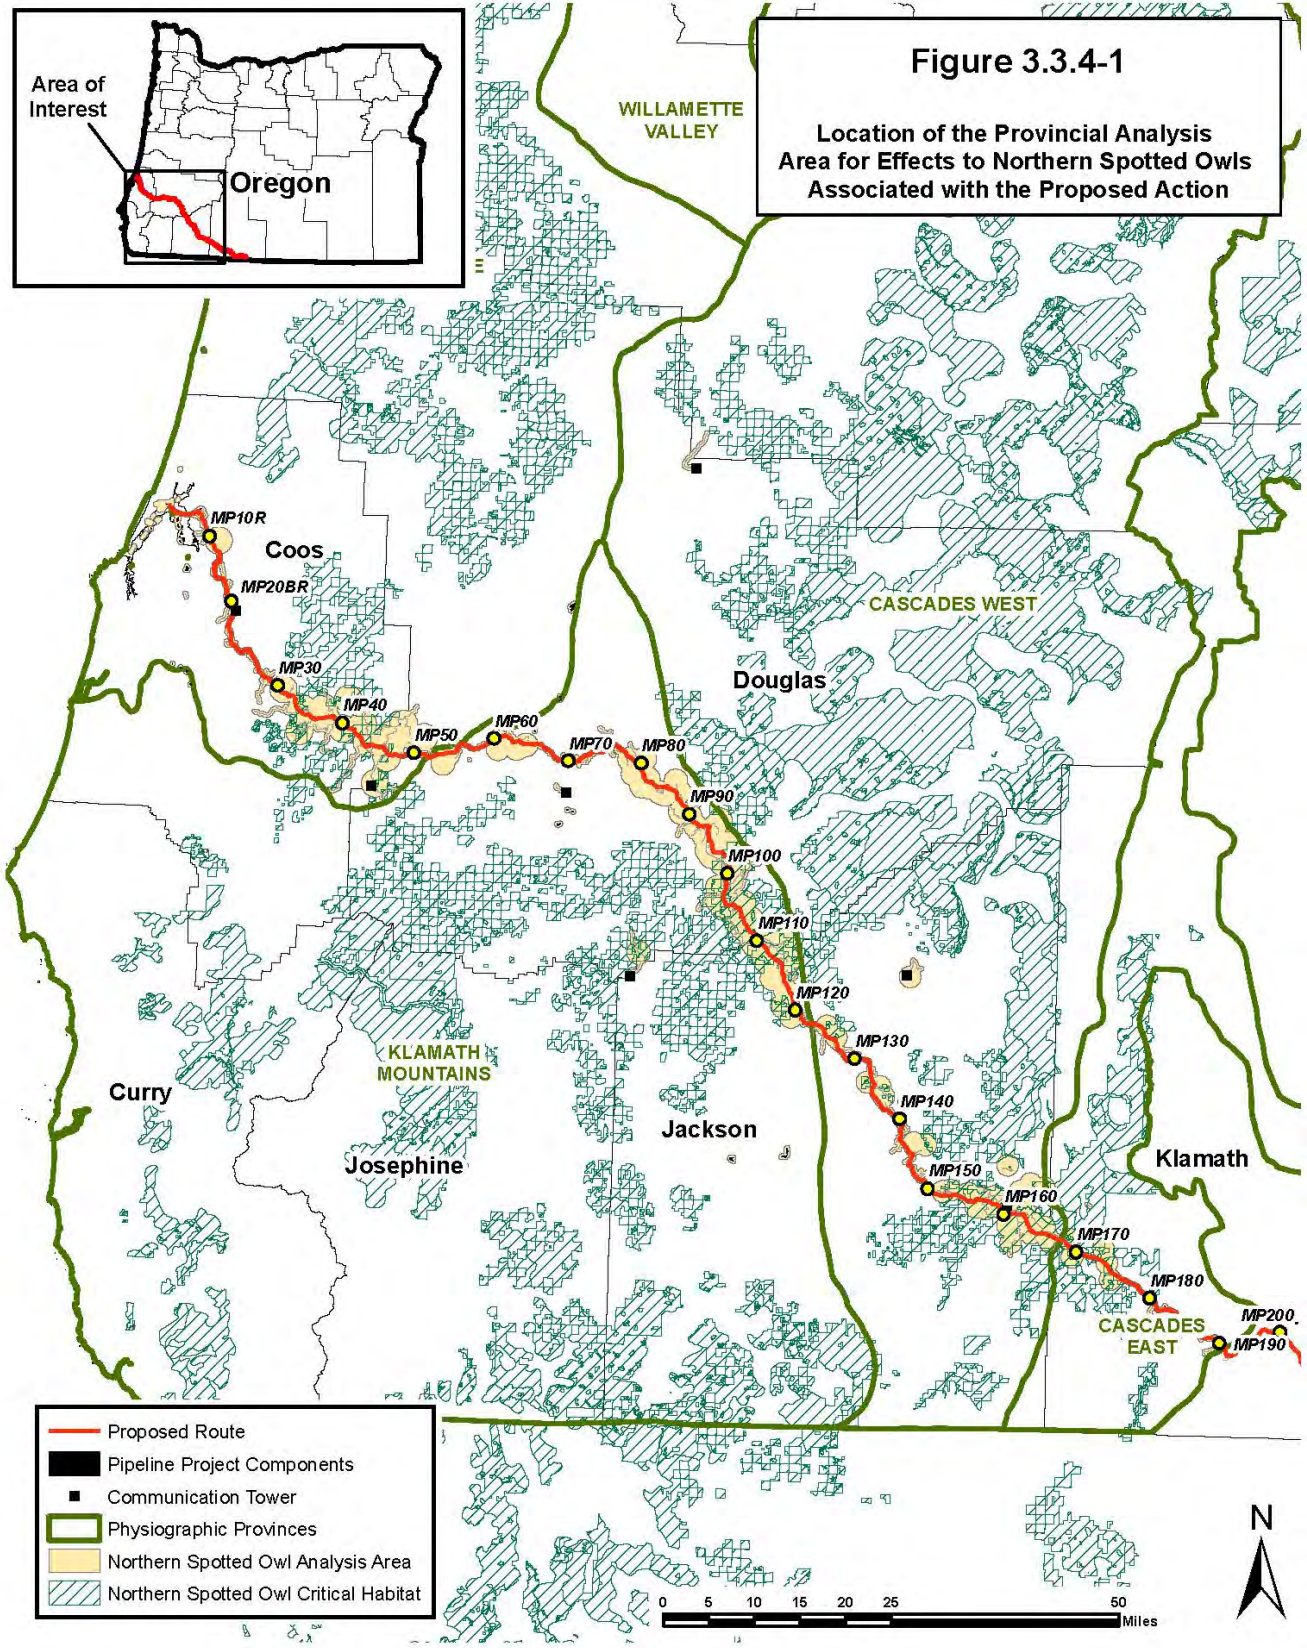 Figure 3.3.4-1
Location of the Provincial Analysis
Area for Effects to Northern Spotted Owls
Associated with the Proposed Action
Area of
Interest
Oregon
WILLAMETTE
VALLEY
E
MP10R
Coos
MP20BR
CASCADES WEST
MP30
Douglas
MP40
MP50
MP60
MP70
MP80
MP90
MP100
MP110
MP120
MP130
KLAMATH
MOUNTAINS
Curry
MP140
Jackson
Josephine
Klamath
MP150
MP160
MP170
MP180
CASCADES
EAST
MP200
MP190
Proposed Route
Pipeline Project Components
Communication Tower
Physiographic Provinces
Northern Spotted Owl Analysis Area
Northern Spotted Owl Critical Habitat
N
0 5 10 15 20 25 50
Miles